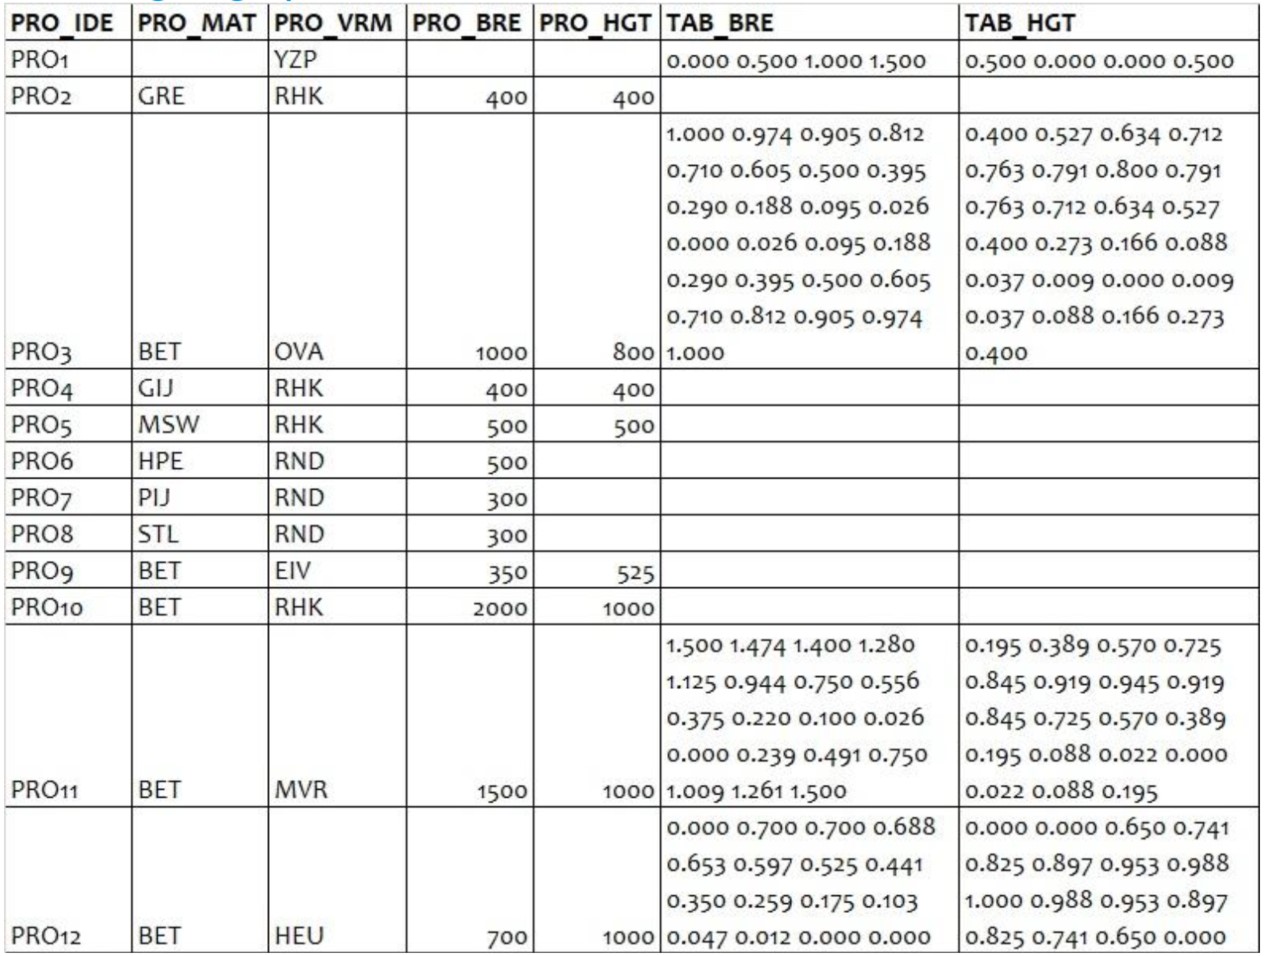 PRO_IDE PRO_MAT PRO_VRM PRO_BRE PRO_HGT TAB_BRE TAB_HGT
PRO1 YZP 0.000 0.500 1.000 1.500 0.500 0.000 0.000 0.500
PRO2 GRE RHK 400 400
1.000 0.974 0.905 0.812 0.400 0.527 0.634 0.712
0.710 0.605 0.500 0.395 0.763 0.791 0.800 0.791
0.290 0.188 0.095 0.026 0.763 0.712 0.634 0.527
0.000 0.026 0.095 0.188 0.400 0.273 0.166 0.088
0.290 0.395 0.500 0.605 0.037 0.009 0.000 0.009
0.710 0.812 0.905 0.974 0.037 0.088 0.166 0.273
PRO3 BET OVA 1000 800 1.000 0.400
PRO4 GIJ RHK 400 400
PRO5 MSW RHK 500 500
PRO6 HPE RND 500
PRO7 PIJ RND 300
PRO8 STL RND 300
PRO9 BET EIV 350 525
PRO10 BET RHK 2000 1000
1.500 1.474 1.400 1.280 0.195 0.389 0.570 0.725
1.125 0.944 0.750 0.556 0.845 0.919 0.945 0.919
0.375 0.220 0.100 0.026 0.845 0.725 0.570 0.389
0.000 0.239 0.491 0.750 0.195 0.088 0.022 0.000
PRO11 BET MVR 1500 1000 1.009 1.261 1.500 0.022 0.088 0.195
0.000 0.700 0.700 0.688 0.000 0.000 0.650 0.741
0.653 0.597 0.525 0.441 0.825 0.897 0.953 0.988
0.350 0.259 0.175 0.103 1.000 0.988 0.953 0.897
PRO12 BET HEU 700 1000 0.047 0.012 0.000 0.000 0.825 0.741 0.650 0.000